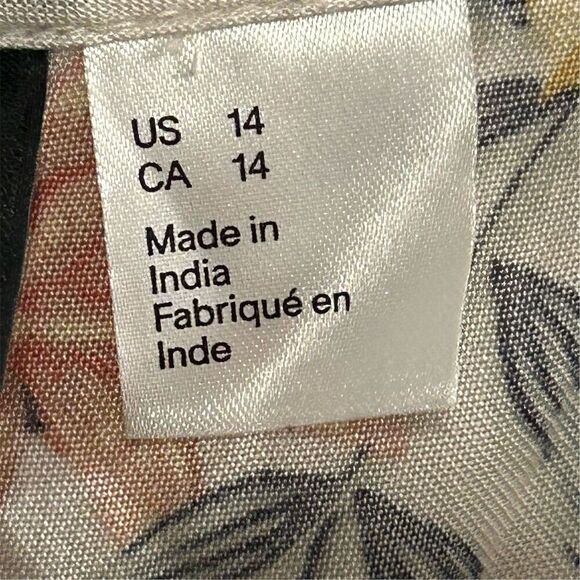 US 14
CA 14
Made in
India
Fabriqué en
Inde